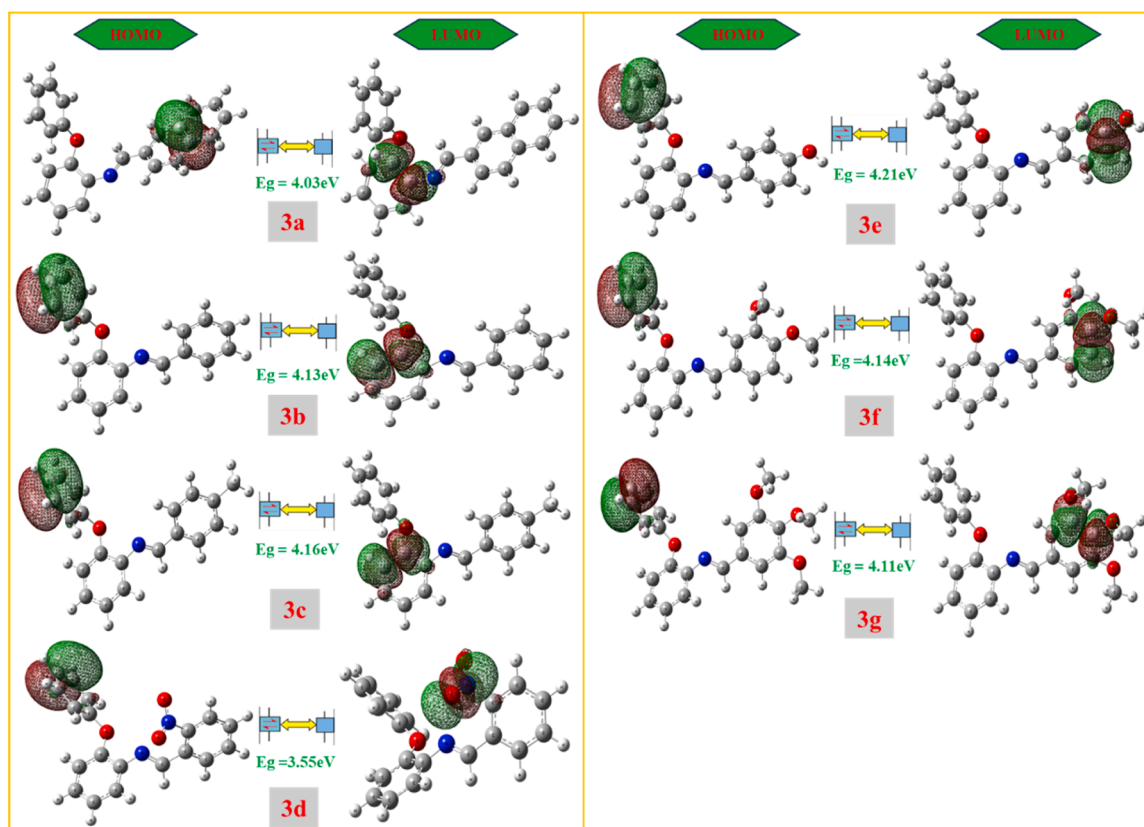 HOMO
LUMO
Eg = 4.03eV
3a
Eg = 4.13eV
3b
Eg = 4.16eV
3c
Eg =3.55eV
3d
HOMO
LUMO
Eg = 4.21eV
3e
Eg =4.14eV
3f
Eg = 4.11eV
3g